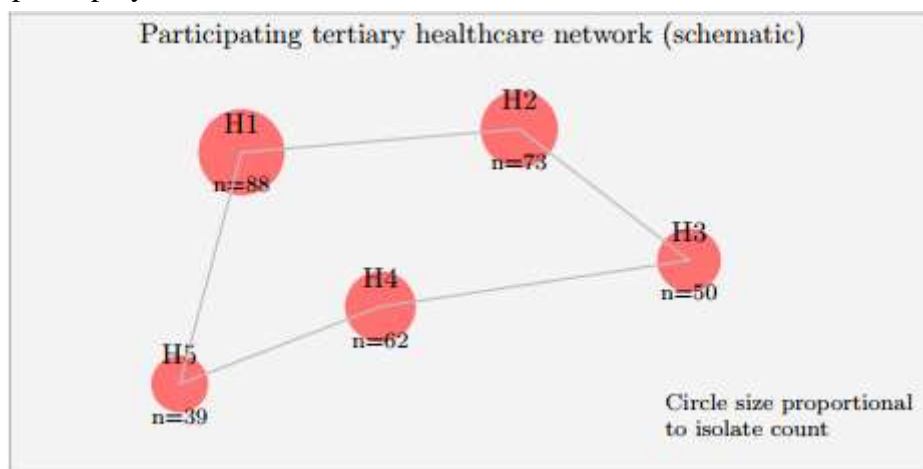 Participating tertiary healthcare network (schematic)
H1
n=88
H2
n=73
H3
n=50
H4
n=62
H5
n=39
Circle size proportional
to isolate count